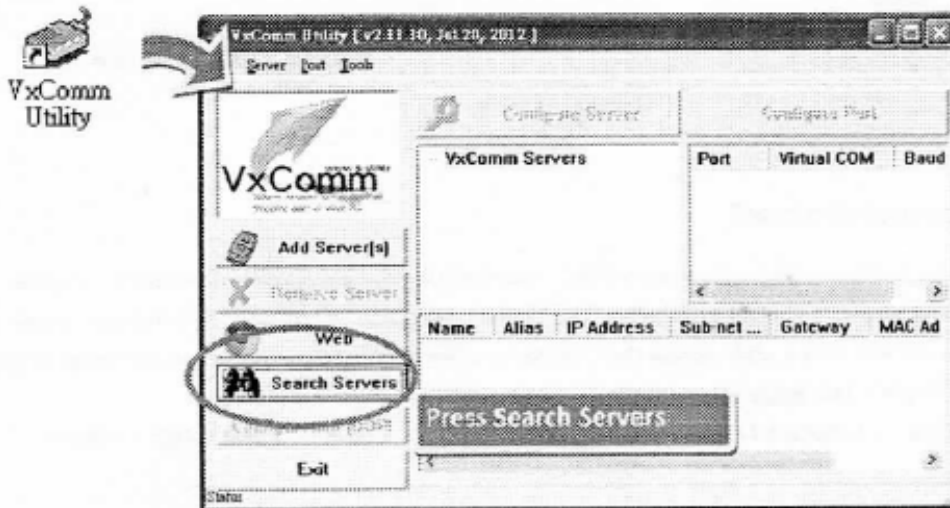 VxComm
Utility
VxComm Utility [ v2.11.30, Jul.20, 2012 ]
Server Port Tools
Configure Server
Configure Port
VxComm Servers
Port Virtual COM Baud
VxComm
Add Server(s)
Remove Server
Web
Search Servers
Name Alias IP Address Sub-net ... Gateway MAC Ad
Press Search Servers
Exit
Status